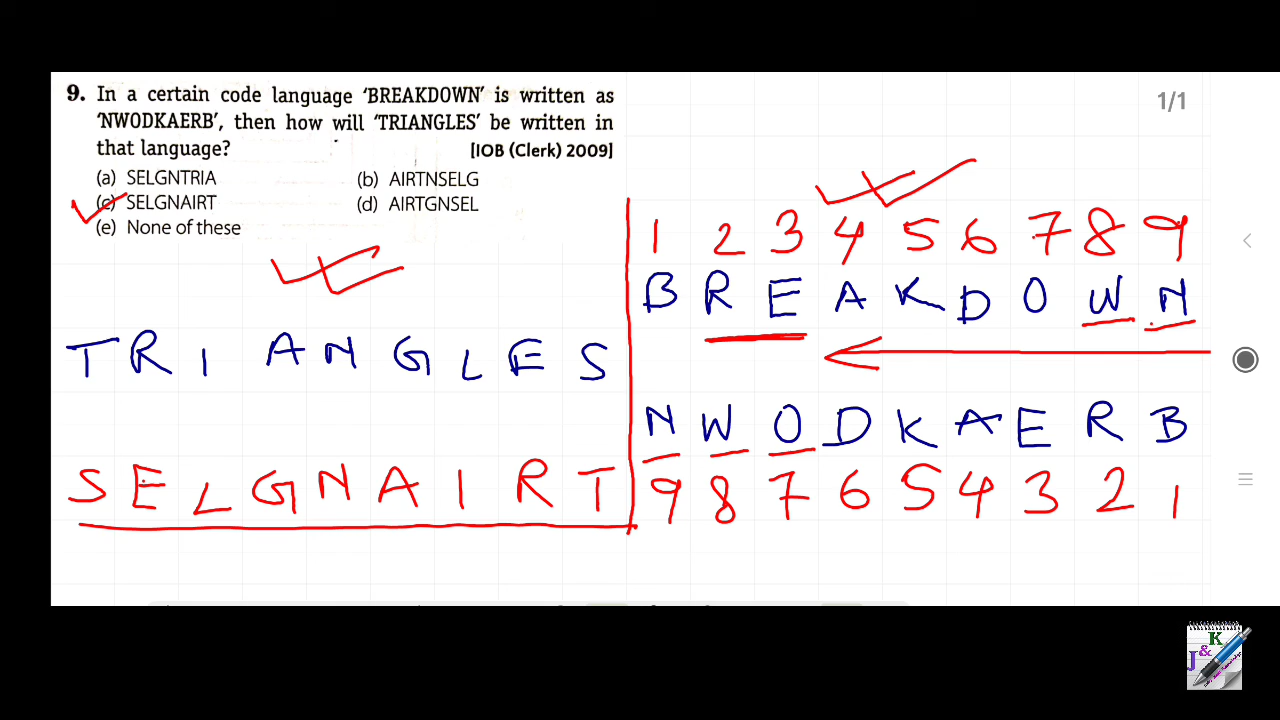 9. In a certain code language 'BREAKDOWN' is written as
'NWODKAERB', then how will 'TRIANGLES' be written in
that language? [IOB (Clerk) 2009]
(a) SELGNTRIA (b) AIRTNSELG
(c) SELGNAIRT (d) AIRTGNSEL
(e) None of these
T R I A N G L E S
S E L G N A I R T
1/1
1 2 3 4 5 6 7 8 9
B R E A K D O W N
N W O D K A E R B
9 8 7 6 5 4 3 2 1
J & K